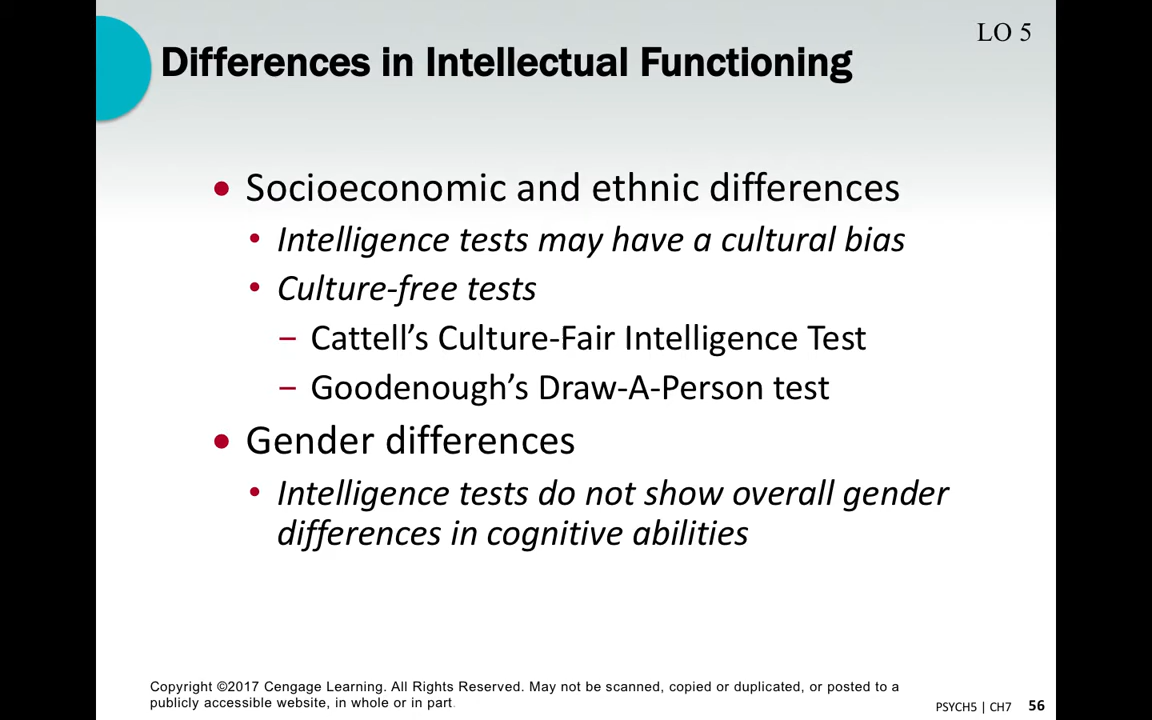 LO 5
Differences in Intellectual Functioning
• Socioeconomic and ethnic differences
• Intelligence tests may have a cultural bias
• Culture-free tests
– Cattell’s Culture-Fair Intelligence Test
– Goodenough’s Draw-A-Person test
• Gender differences
• Intelligence tests do not show overall gender
differences in cognitive abilities
Copyright ©2017 Cengage Learning. All Rights Reserved. May not be scanned, copied or duplicated, or posted to a
publicly accessible website, in whole or in part.
PSYCH5 | CH7 56